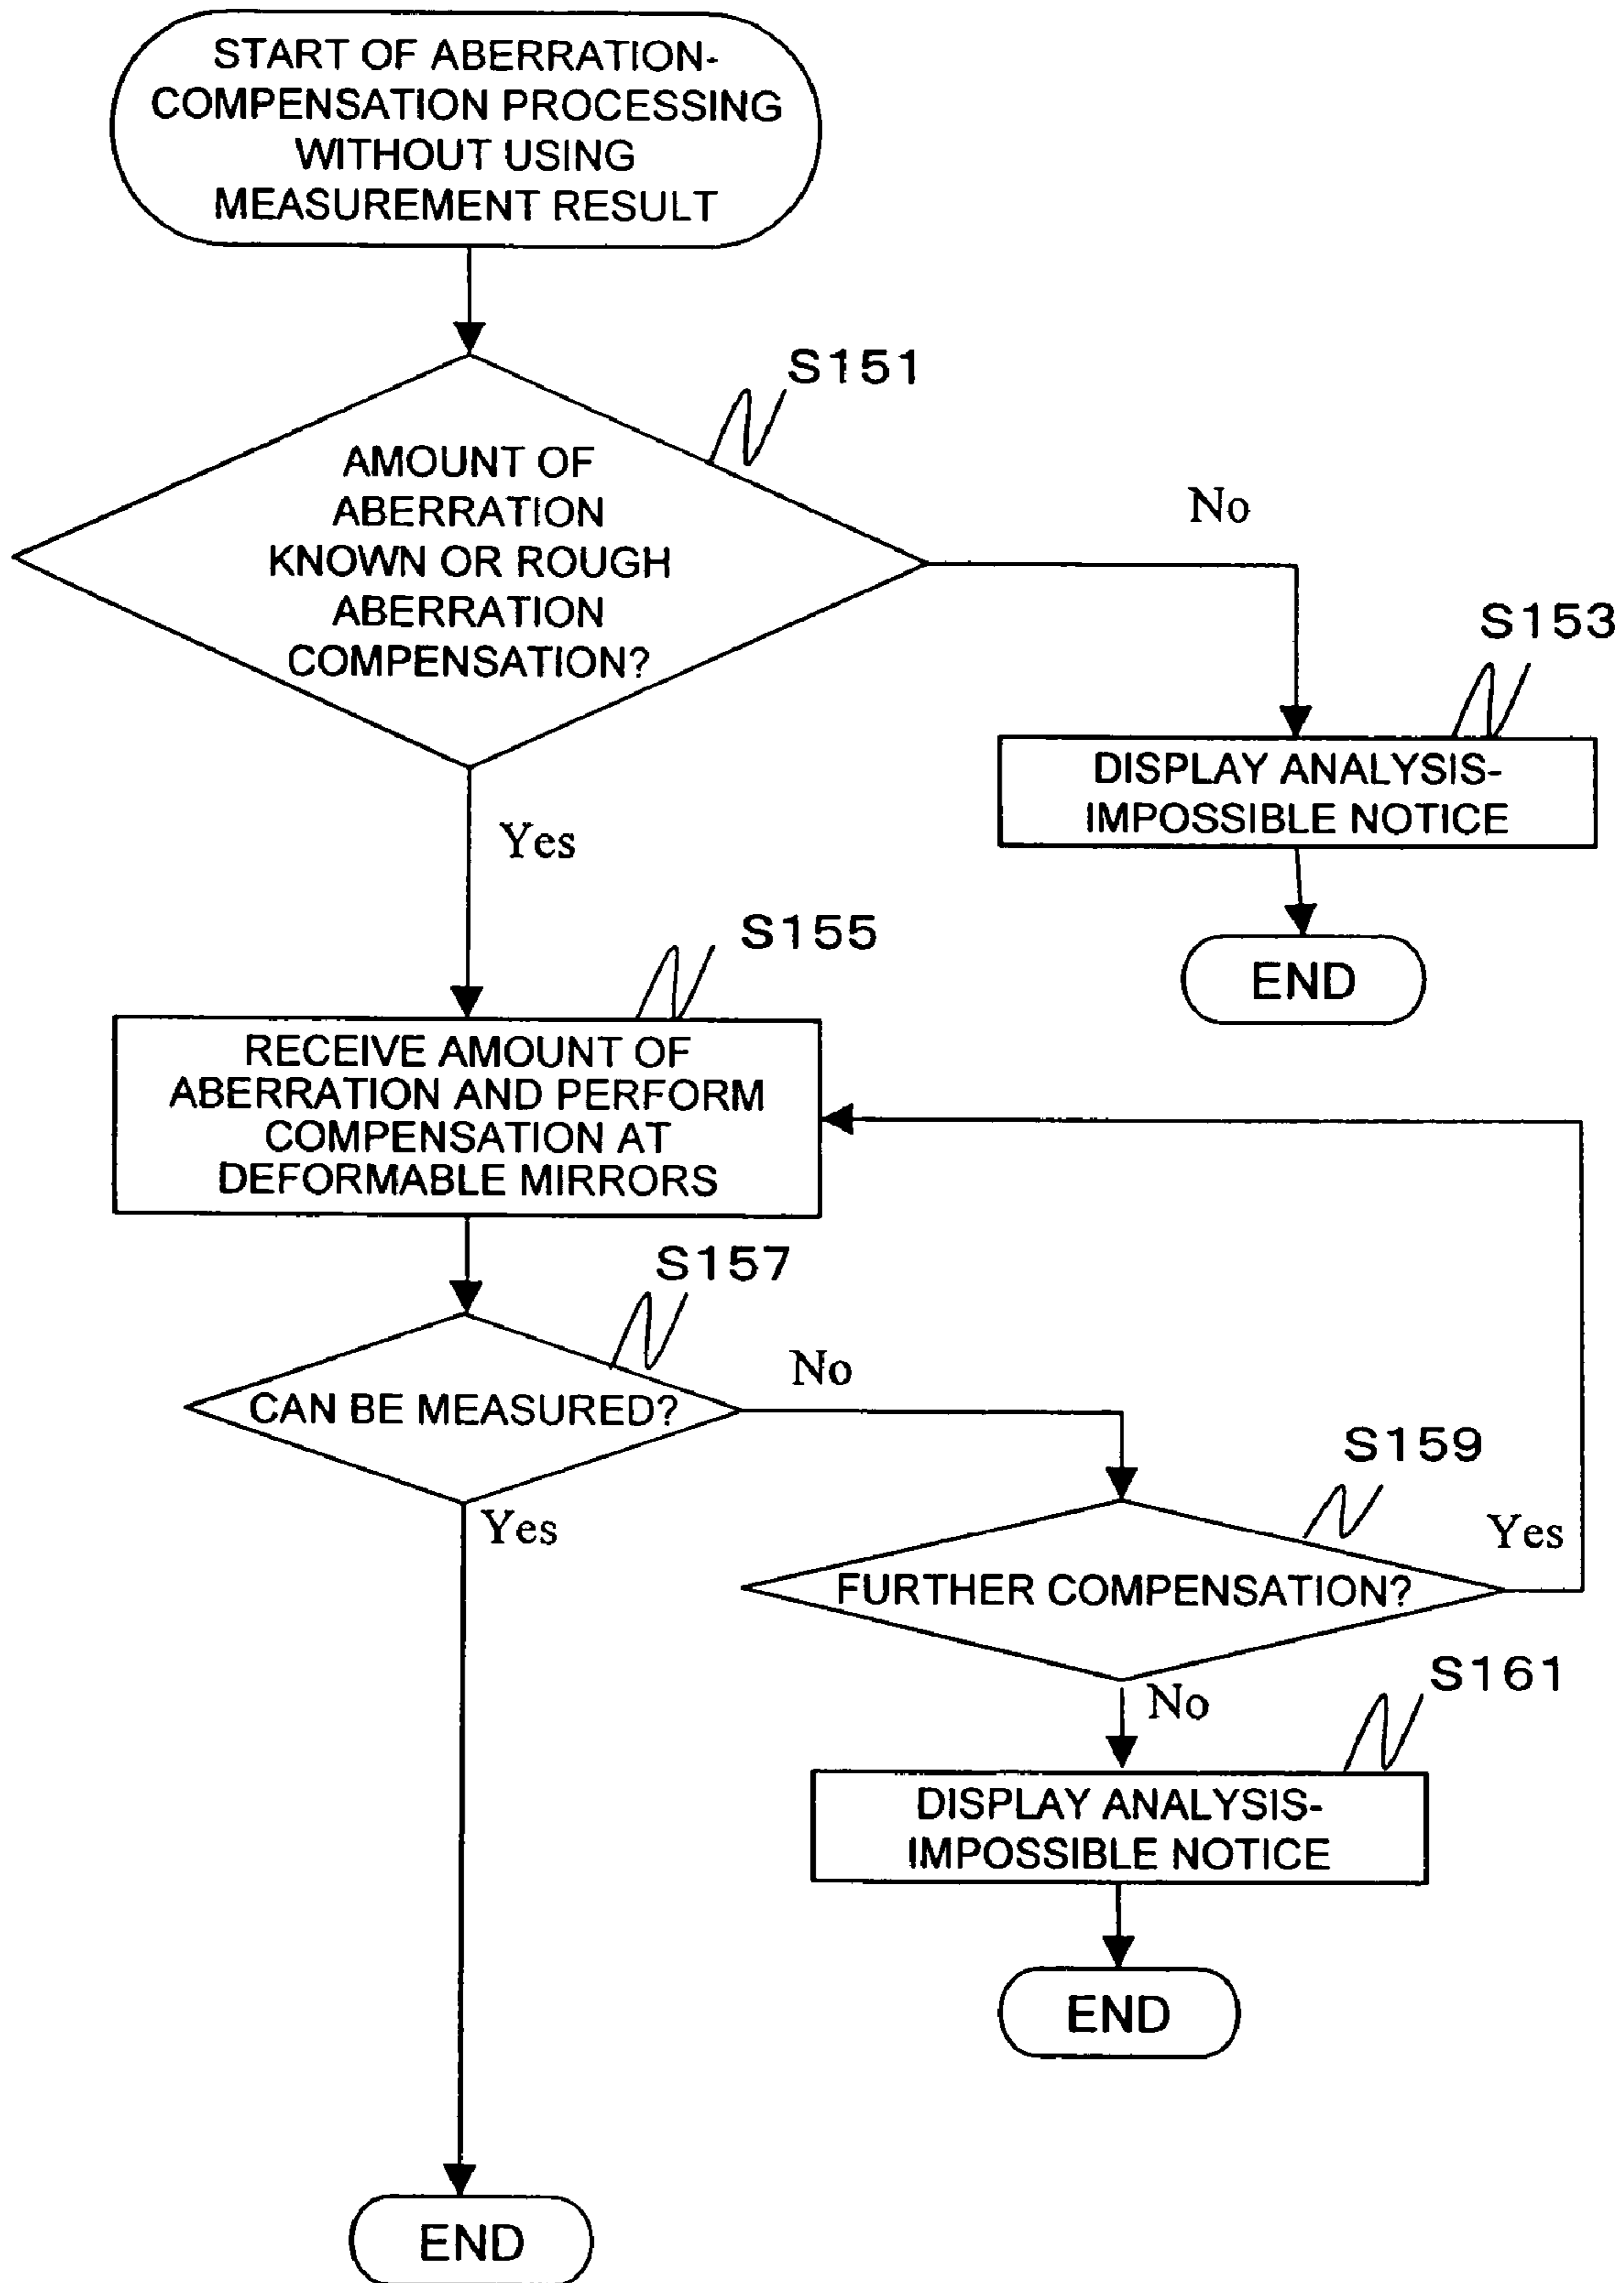 START OF ABERRATION-
COMPENSATION PROCESSING
WITHOUT USING
MEASUREMENT RESULT
S151
AMOUNT OF
ABERRATION
KNOWN OR ROUGH
ABERRATION
COMPENSATION?
No
S153
DISPLAY ANALYSIS-
IMPOSSIBLE NOTICE
END
Yes
S155
RECEIVE AMOUNT OF
ABERRATION AND PERFORM
COMPENSATION AT
DEFORMABLE MIRRORS
S157
CAN BE MEASURED?
No
S159
Yes
FURTHER COMPENSATION?
Yes
No
S161
DISPLAY ANALYSIS-
IMPOSSIBLE NOTICE
END
END